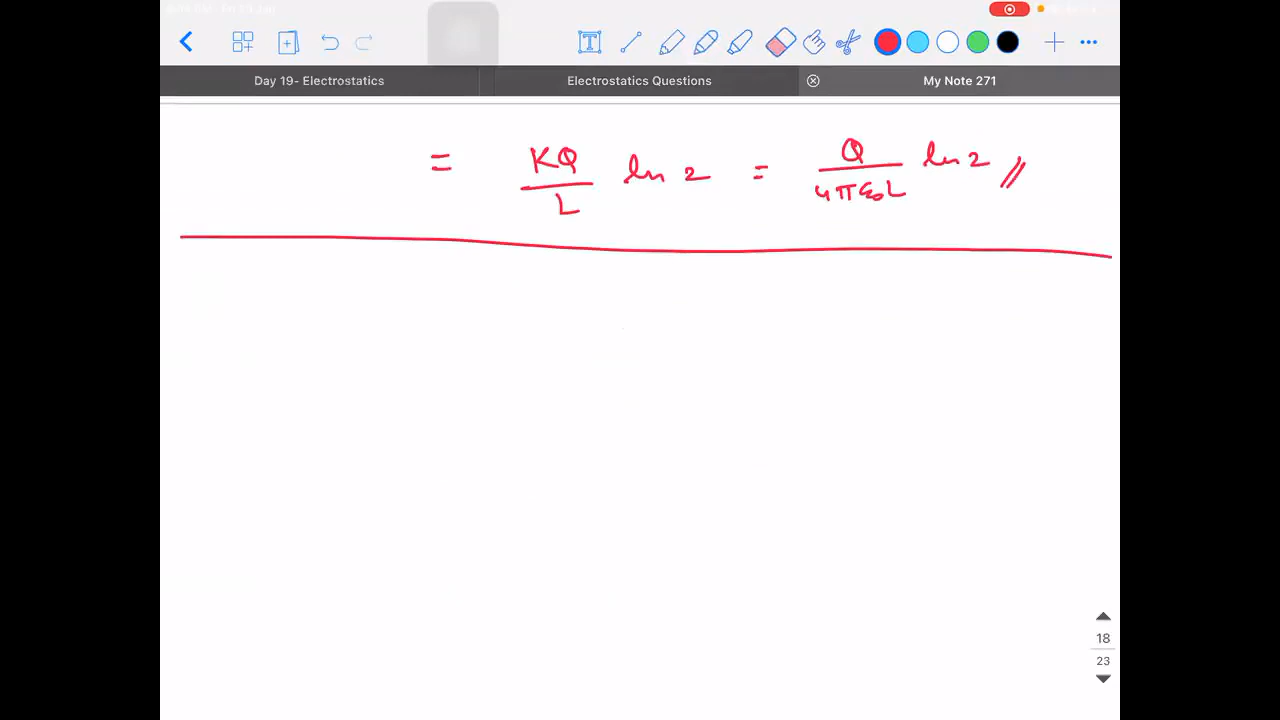 Day 19- Electrostatics Electrostatics Questions My Note 271
= KQ/L ln 2 = Q/4πε₀L ln 2 //
18
23